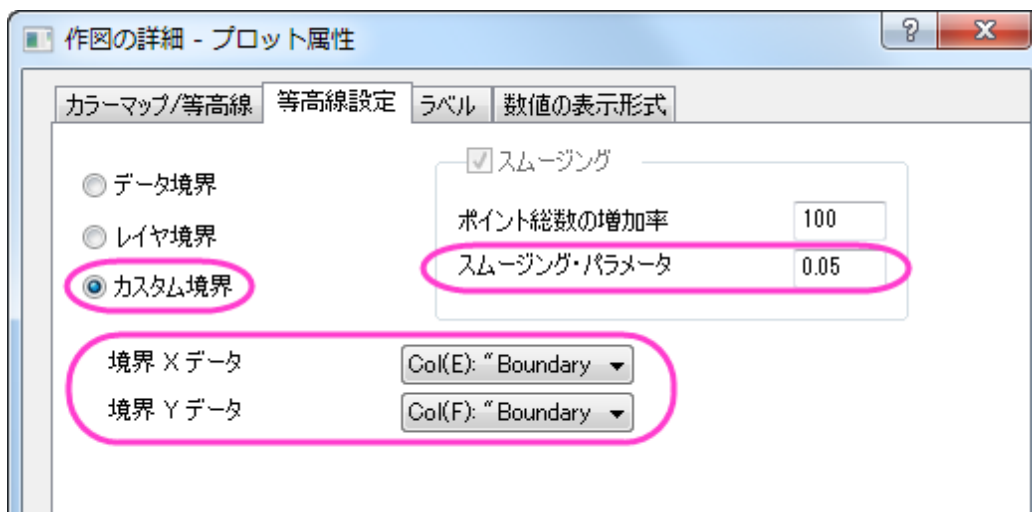 作図の詳細 - プロット属性
?
カラーマップ/等高線 等高線設定 ラベル 数値の表示形式
データ境界
レイヤ境界
カスタム境界
スムージング
ポイント総数の増加率 100
スムージング・パラメータ 0.05
境界 X データ Col(E): "Boundary
境界 Y データ Col(F): "Boundary